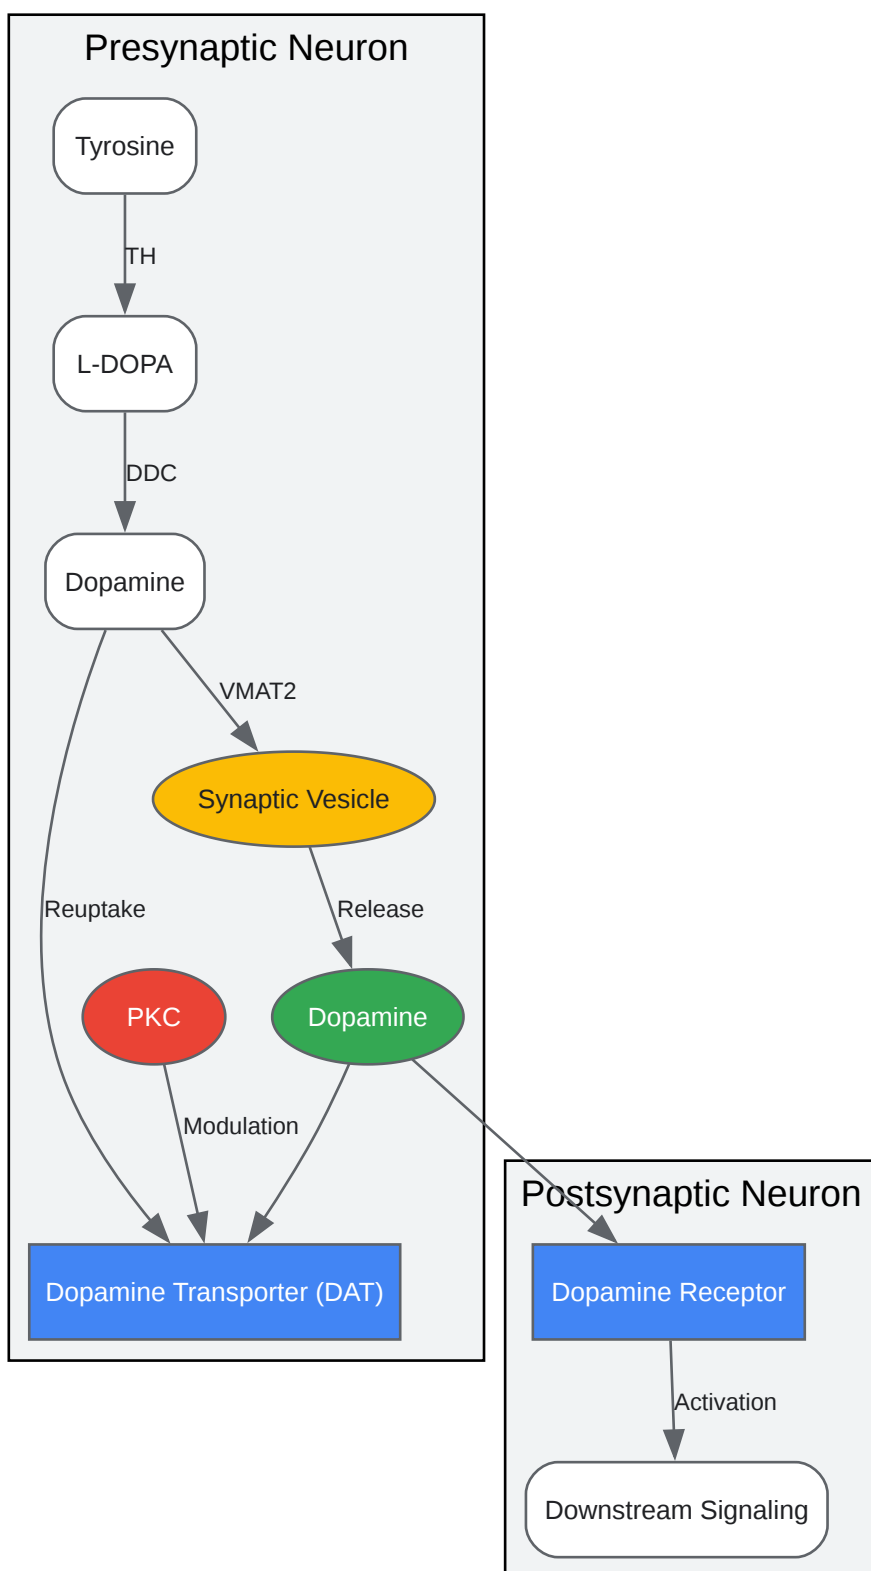 Presynaptic Neuron
Tyrosine
TH
L-DOPA
DDC
Dopamine
VMAT2
Synaptic Vesicle
Reuptake
Release
PKC
Dopamine
Modulation
Dopamine Transporter (DAT)
Postsynaptic Neuron
Dopamine Receptor
Activation
Downstream Signaling